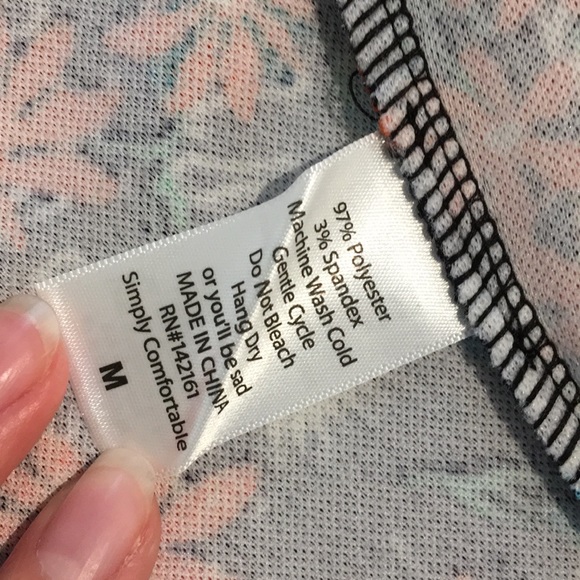 97% Polyester
3% Spandex
Machine Wash Cold
Gentle Cycle
Do Not Bleach
Hang Dry
or you'll be sad
MADE IN CHINA
RN#142161
Simply Comfortable
M